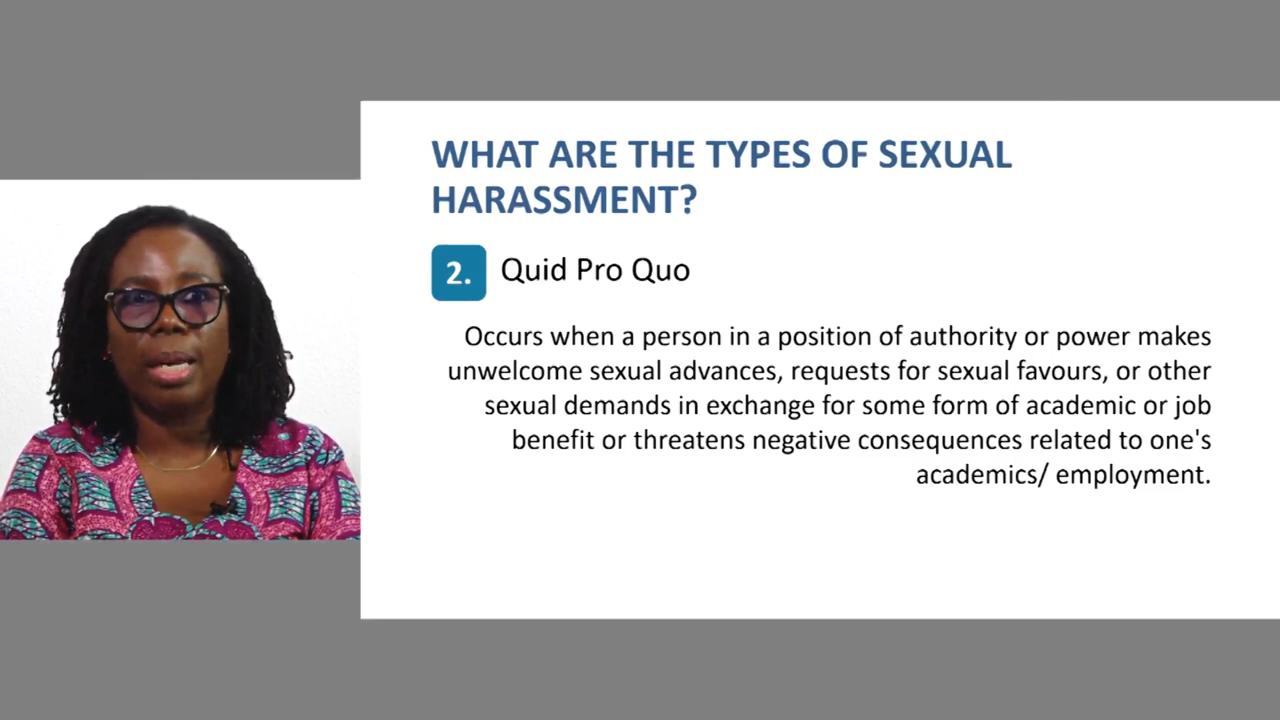 WHAT ARE THE TYPES OF SEXUAL
HARASSMENT?
2. Quid Pro Quo
Occurs when a person in a position of authority or power makes
unwelcome sexual advances, requests for sexual favours, or other
sexual demands in exchange for some form of academic or job
benefit or threatens negative consequences related to one's
academics/ employment.